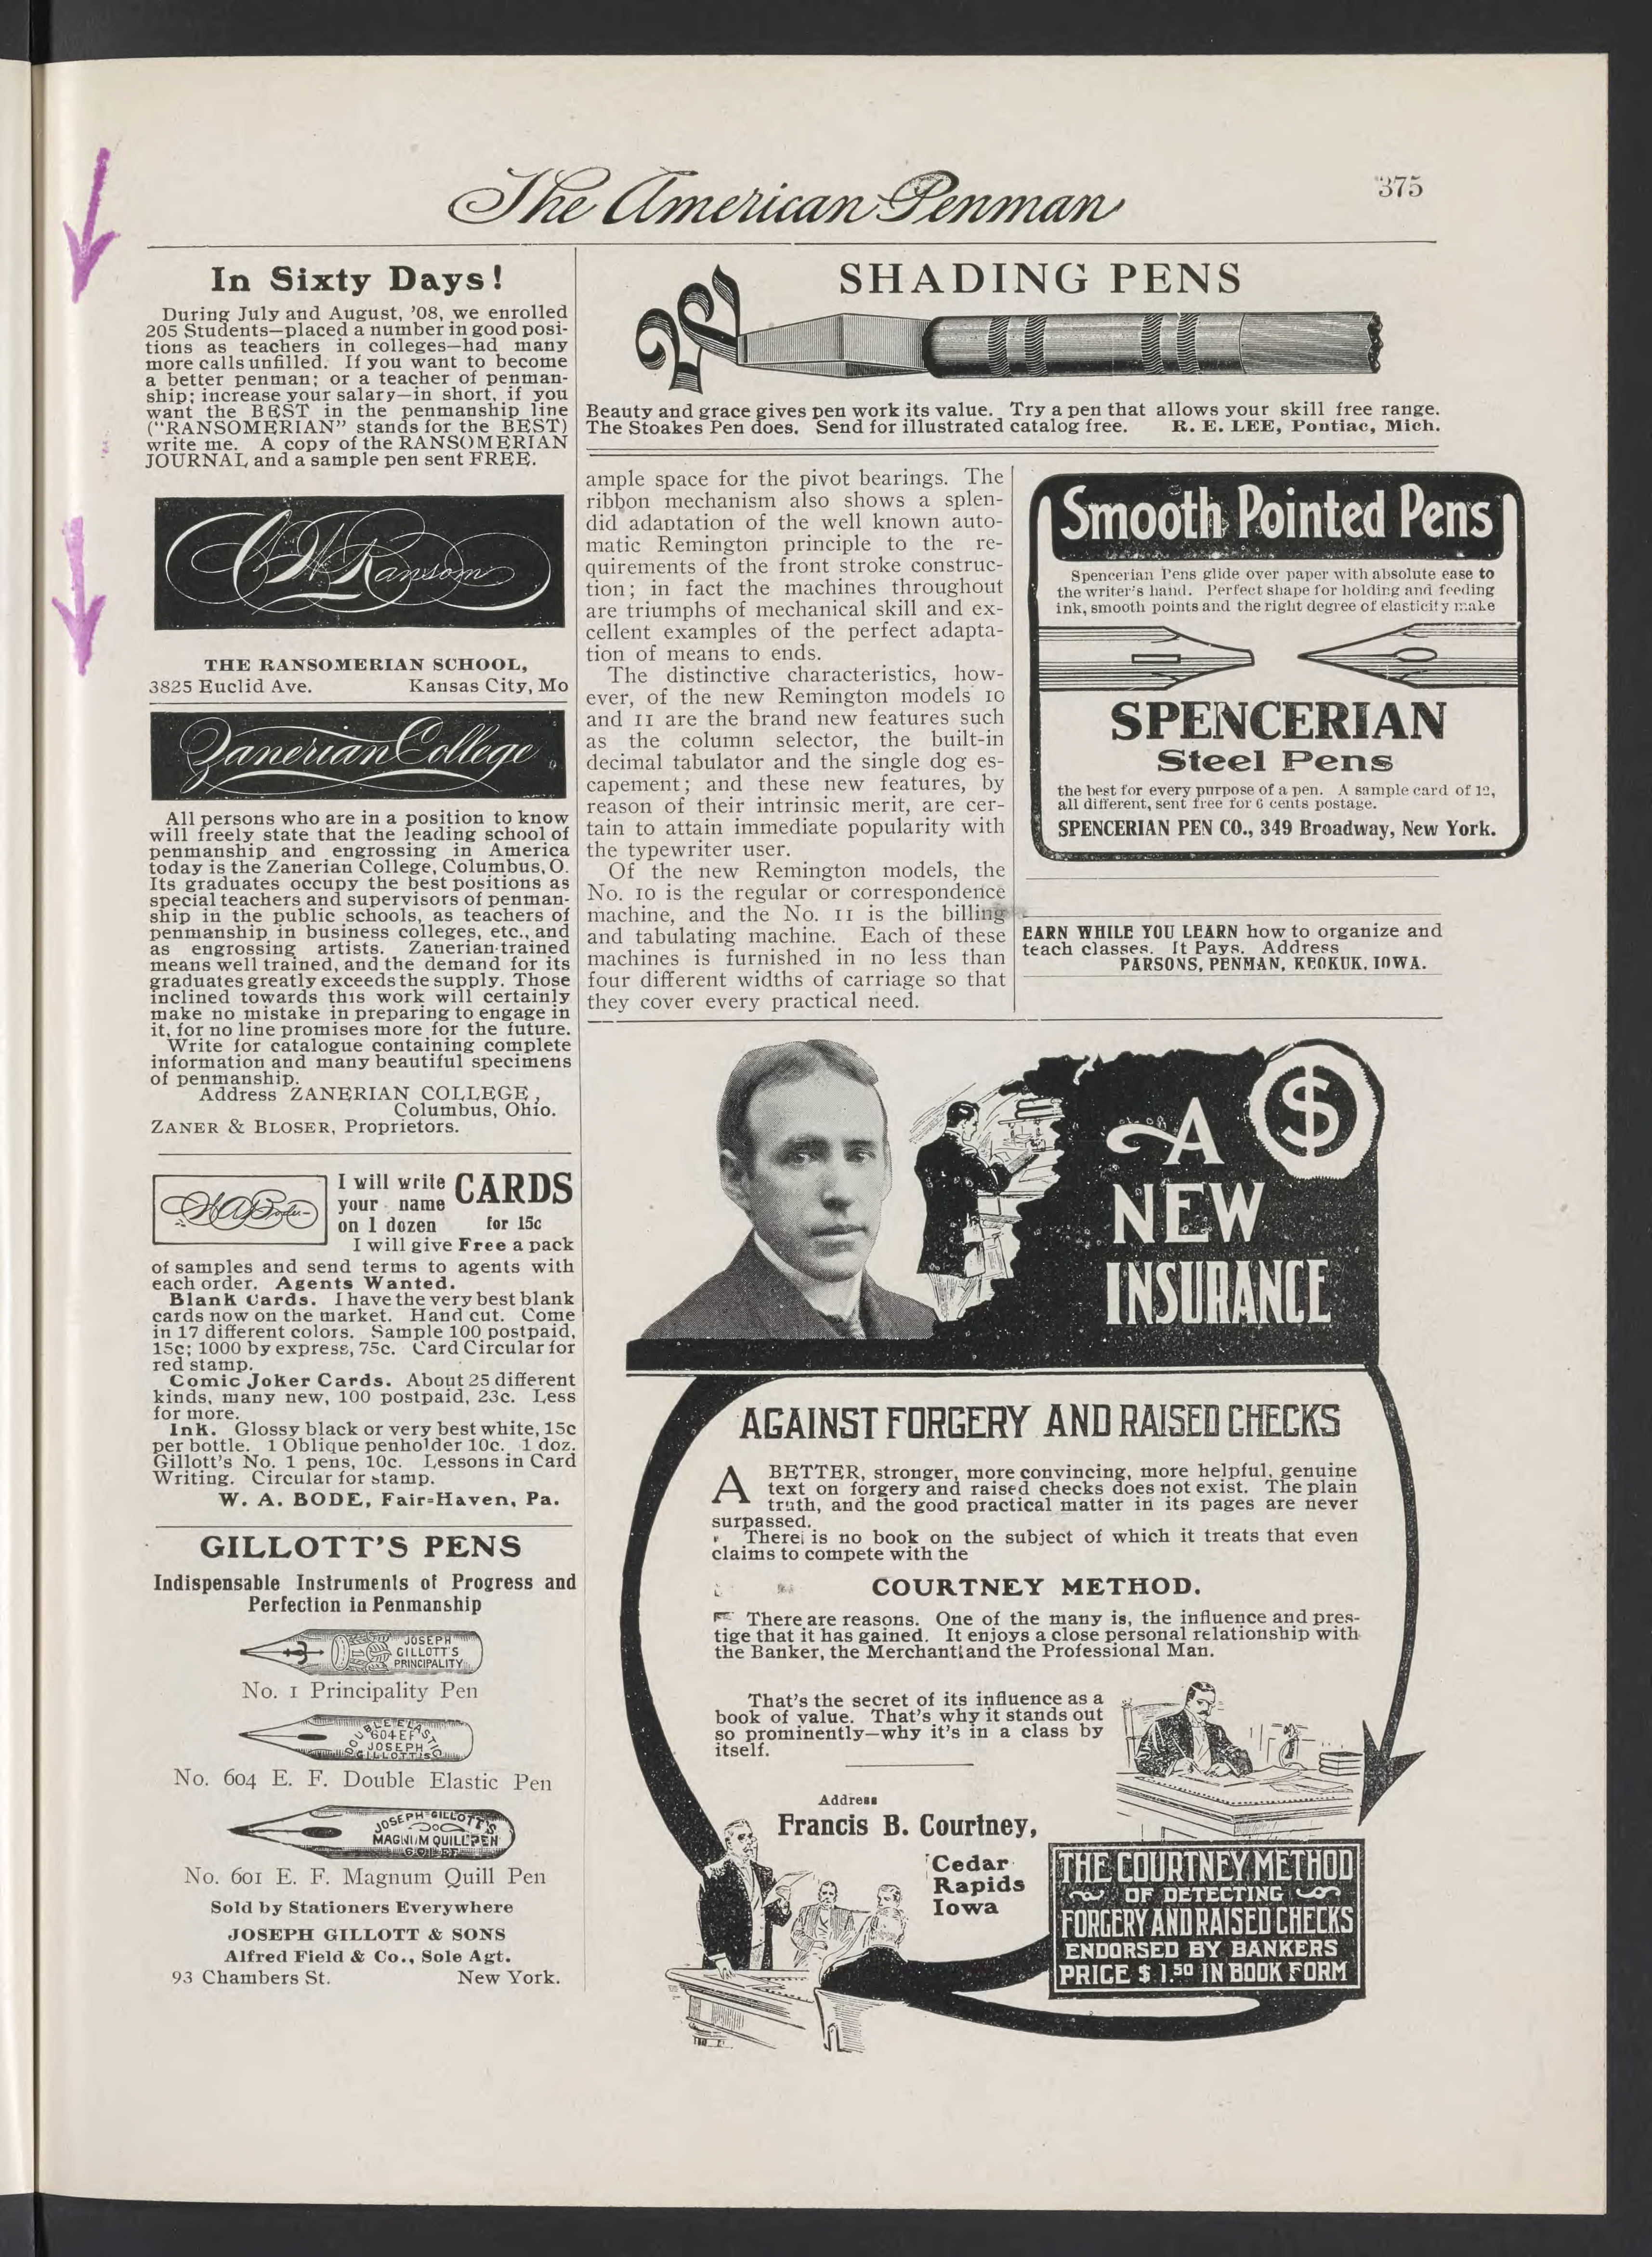 The American Penman
375
In Sixty Days!
During July and August, '08, we enrolled
205 Students—placed a number in good posi-
tions as teachers in colleges—had many
more calls unfilled. If you want to become
a better penman; or a teacher of penman-
ship; increase your salary—in short, if you
want the BEST in the penmanship line
("RANSOMERIAN" stands for the BEST)
write me. A copy of the RANSOMERIAN
JOURNAL and a sample pen sent FREE.
C W Ransom
THE RANSOMERIAN SCHOOL,
3825 Euclid Ave. Kansas City, Mo
Zanerian College
All persons who are in a position to know
will freely state that the leading school of
penmanship and engrossing in America
today is the Zanerian College, Columbus, O.
Its graduates occupy the best positions as
special teachers and supervisors of penman-
ship in the public schools, as teachers of
penmanship in business colleges, etc., and
as engrossing artists. Zanerian-trained
means well trained, and the demand for its
graduates greatly exceeds the supply. Those
inclined towards this work will certainly
make no mistake in preparing to engage in
it, for no line promises more for the future.
Write for catalogue containing complete
information and many beautiful specimens
of penmanship.
Address ZANERIAN COLLEGE,
Columbus, Ohio.
ZANER & BLOSER, Proprietors.
W A Bode
I will write
your name
on 1 dozen
CARDS
for 15c
I will give Free a pack
of samples and send terms to agents with
each order. Agents Wanted.
Blank Cards. I have the very best blank
cards now on the market. Hand cut. Come
in 17 different colors. Sample 100 postpaid,
15c; 1000 by express, 75c. Card Circular for
red stamp.
Comic Joker Cards. About 25 different
kinds, many new, 100 postpaid, 23c. Less
for more.
Ink. Glossy black or very best white, 15c
per bottle. 1 Oblique penholder 10c. 1 doz.
Gillott's No. 1 pens, 10c. Lessons in Card
Writing. Circular for stamp.
W. A. BODE, Fair-Haven, Pa.
GILLOTT'S PENS
Indispensable Instruments of Progress and
Perfection in Penmanship
JOSEPH
GILLOTT'S
PRINCIPALITY
No. 1 Principality Pen
DOUBLE ELASTIC
604 EF
JOSEPH
GILLOTT'S
No. 604 E. F. Double Elastic Pen
JOSEPH GILLOTT'S
MAGNUM QUILL PEN
601 EF
No. 601 E. F. Magnum Quill Pen
Sold by Stationers Everywhere
JOSEPH GILLOTT & SONS
Alfred Field & Co., Sole Agt.
93 Chambers St. New York.
SHADING PENS
Beauty and grace gives pen work its value. Try a pen that allows your skill free range.
The Stoakes Pen does. Send for illustrated catalog free. R. E. LEE, Pontiac, Mich.
ample space for the pivot bearings. The
ribbon mechanism also shows a splen-
did adaptation of the well known auto-
matic Remington principle to the re-
quirements of the front stroke construc-
tion; in fact the machines throughout
are triumphs of mechanical skill and ex-
cellent examples of the perfect adapta-
tion of means to ends.
The distinctive characteristics, how-
ever, of the new Remington models 10
and 11 are the brand new features such
as the column selector, the built-in
decimal tabulator and the single dog es-
capement; and these new features, by
reason of their intrinsic merit, are cer-
tain to attain immediate popularity with
the typewriter user.
Of the new Remington models, the
No. 10 is the regular or correspondence
machine, and the No. 11 is the billing
and tabulating machine. Each of these
machines is furnished in no less than
four different widths of carriage so that
they cover every practical need.
Smooth Pointed Pens
Spencerian Pens glide over paper with absolute ease to
the writer's hand. Perfect shape for holding and feeding
ink, smooth points and the right degree of elasticity make
SPENCERIAN
Steel Pens
the best for every purpose of a pen. A sample card of 12,
all different, sent free for 6 cents postage.
SPENCERIAN PEN CO., 349 Broadway, New York.
EARN WHILE YOU LEARN how to organize and
teach classes. It Pays. Address
PARSONS, PENMAN, KEOKUK, IOWA.
A
$
NEW
INSURANCE
AGAINST FORGERY AND RAISED CHECKS
A BETTER, stronger, more convincing, more helpful, genuine
text on forgery and raised checks does not exist. The plain
truth, and the good practical matter in its pages are never
surpassed.
There is no book on the subject of which it treats that even
claims to compete with the
COURTNEY METHOD.
There are reasons. One of the many is, the influence and pres-
tige that it has gained. It enjoys a close personal relationship with
the Banker, the Merchant and the Professional Man.
That's the secret of its influence as a
book of value. That's why it stands out
so prominently—why it's in a class by
itself.
Address
Francis B. Courtney,
Cedar
Rapids
Iowa
THE COURTNEY METHOD
OF DETECTING
FORGERY AND RAISED CHECKS
ENDORSED BY BANKERS
PRICE $1.50 IN BOOK FORM